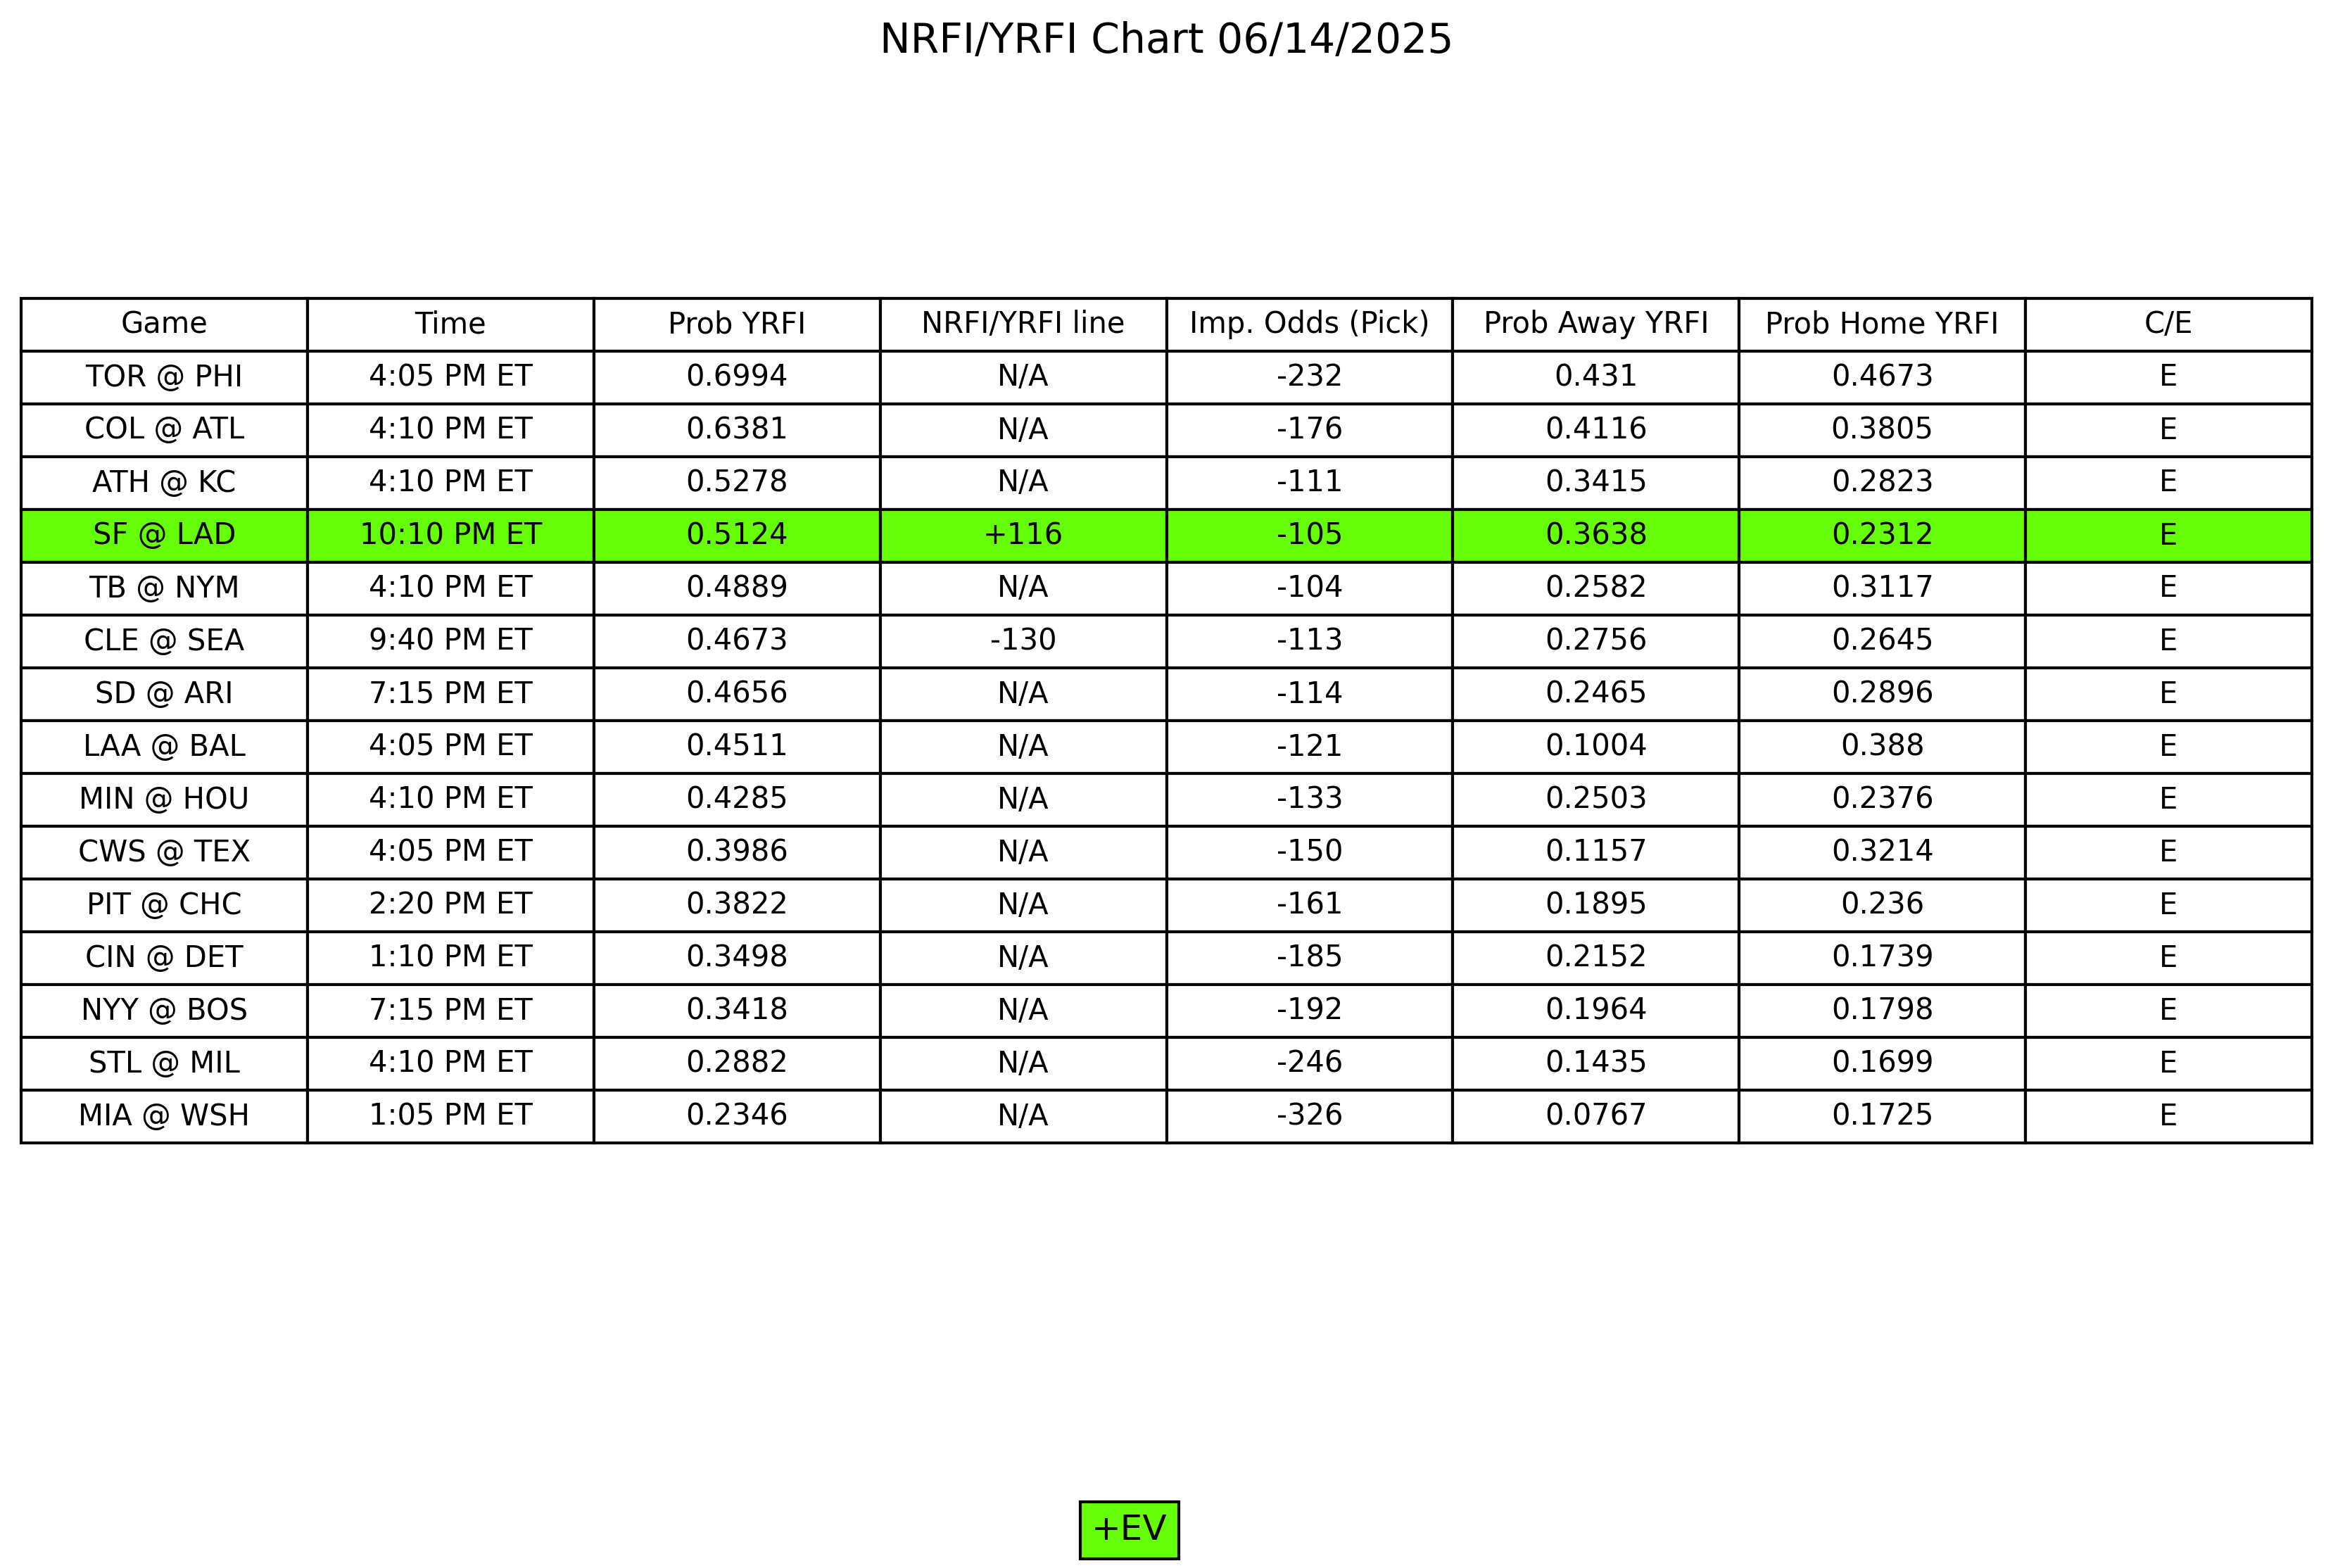 NRFI/YRFI Chart 06/14/2025
Game Time Prob YRFI NRFI/YRFI line Imp. Odds (Pick) Prob Away YRFI Prob Home YRFI C/E
TOR @ PHI 4:05 PM ET 0.6994 N/A -232 0.431 0.4673 E
COL @ ATL 4:10 PM ET 0.6381 N/A -176 0.4116 0.3805 E
ATH @ KC 4:10 PM ET 0.5278 N/A -111 0.3415 0.2823 E
SF @ LAD 10:10 PM ET 0.5124 +116 -105 0.3638 0.2312 E
TB @ NYM 4:10 PM ET 0.4889 N/A -104 0.2582 0.3117 E
CLE @ SEA 9:40 PM ET 0.4673 -130 -113 0.2756 0.2645 E
SD @ ARI 7:15 PM ET 0.4656 N/A -114 0.2465 0.2896 E
LAA @ BAL 4:05 PM ET 0.4511 N/A -121 0.1004 0.388 E
MIN @ HOU 4:10 PM ET 0.4285 N/A -133 0.2503 0.2376 E
CWS @ TEX 4:05 PM ET 0.3986 N/A -150 0.1157 0.3214 E
PIT @ CHC 2:20 PM ET 0.3822 N/A -161 0.1895 0.236 E
CIN @ DET 1:10 PM ET 0.3498 N/A -185 0.2152 0.1739 E
NYY @ BOS 7:15 PM ET 0.3418 N/A -192 0.1964 0.1798 E
STL @ MIL 4:10 PM ET 0.2882 N/A -246 0.1435 0.1699 E
MIA @ WSH 1:05 PM ET 0.2346 N/A -326 0.0767 0.1725 E
+EV